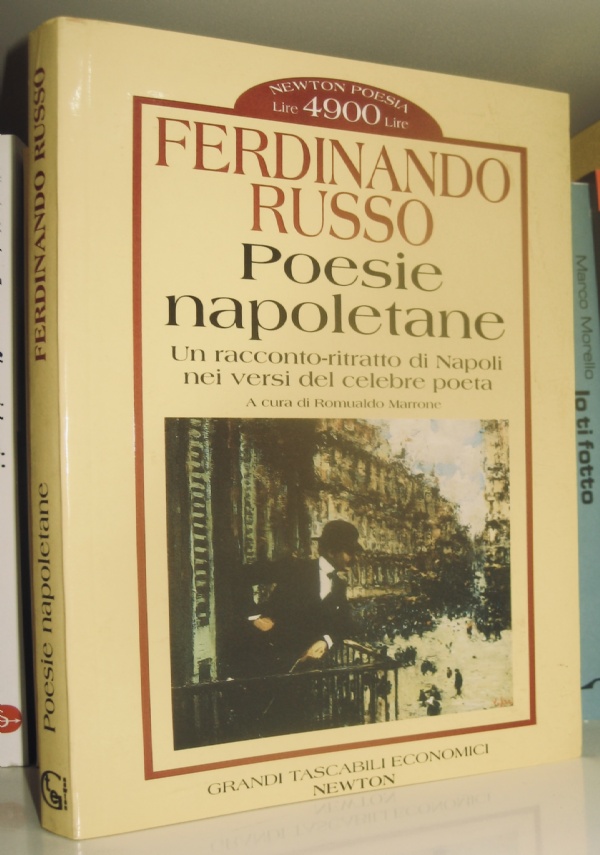 NEWTON POESIA
Lire 4900 Lire
FERDINANDO
RUSSO
Poesie
napoletane
Un racconto-ritratto di Napoli
nei versi del celebre poeta
A cura di Romualdo Marrone
GRANDI TASCABILI ECONOMICI
NEWTON
FERDINANDO RUSSO
Poesie napoletane
Marco Morello
Io ti fotto